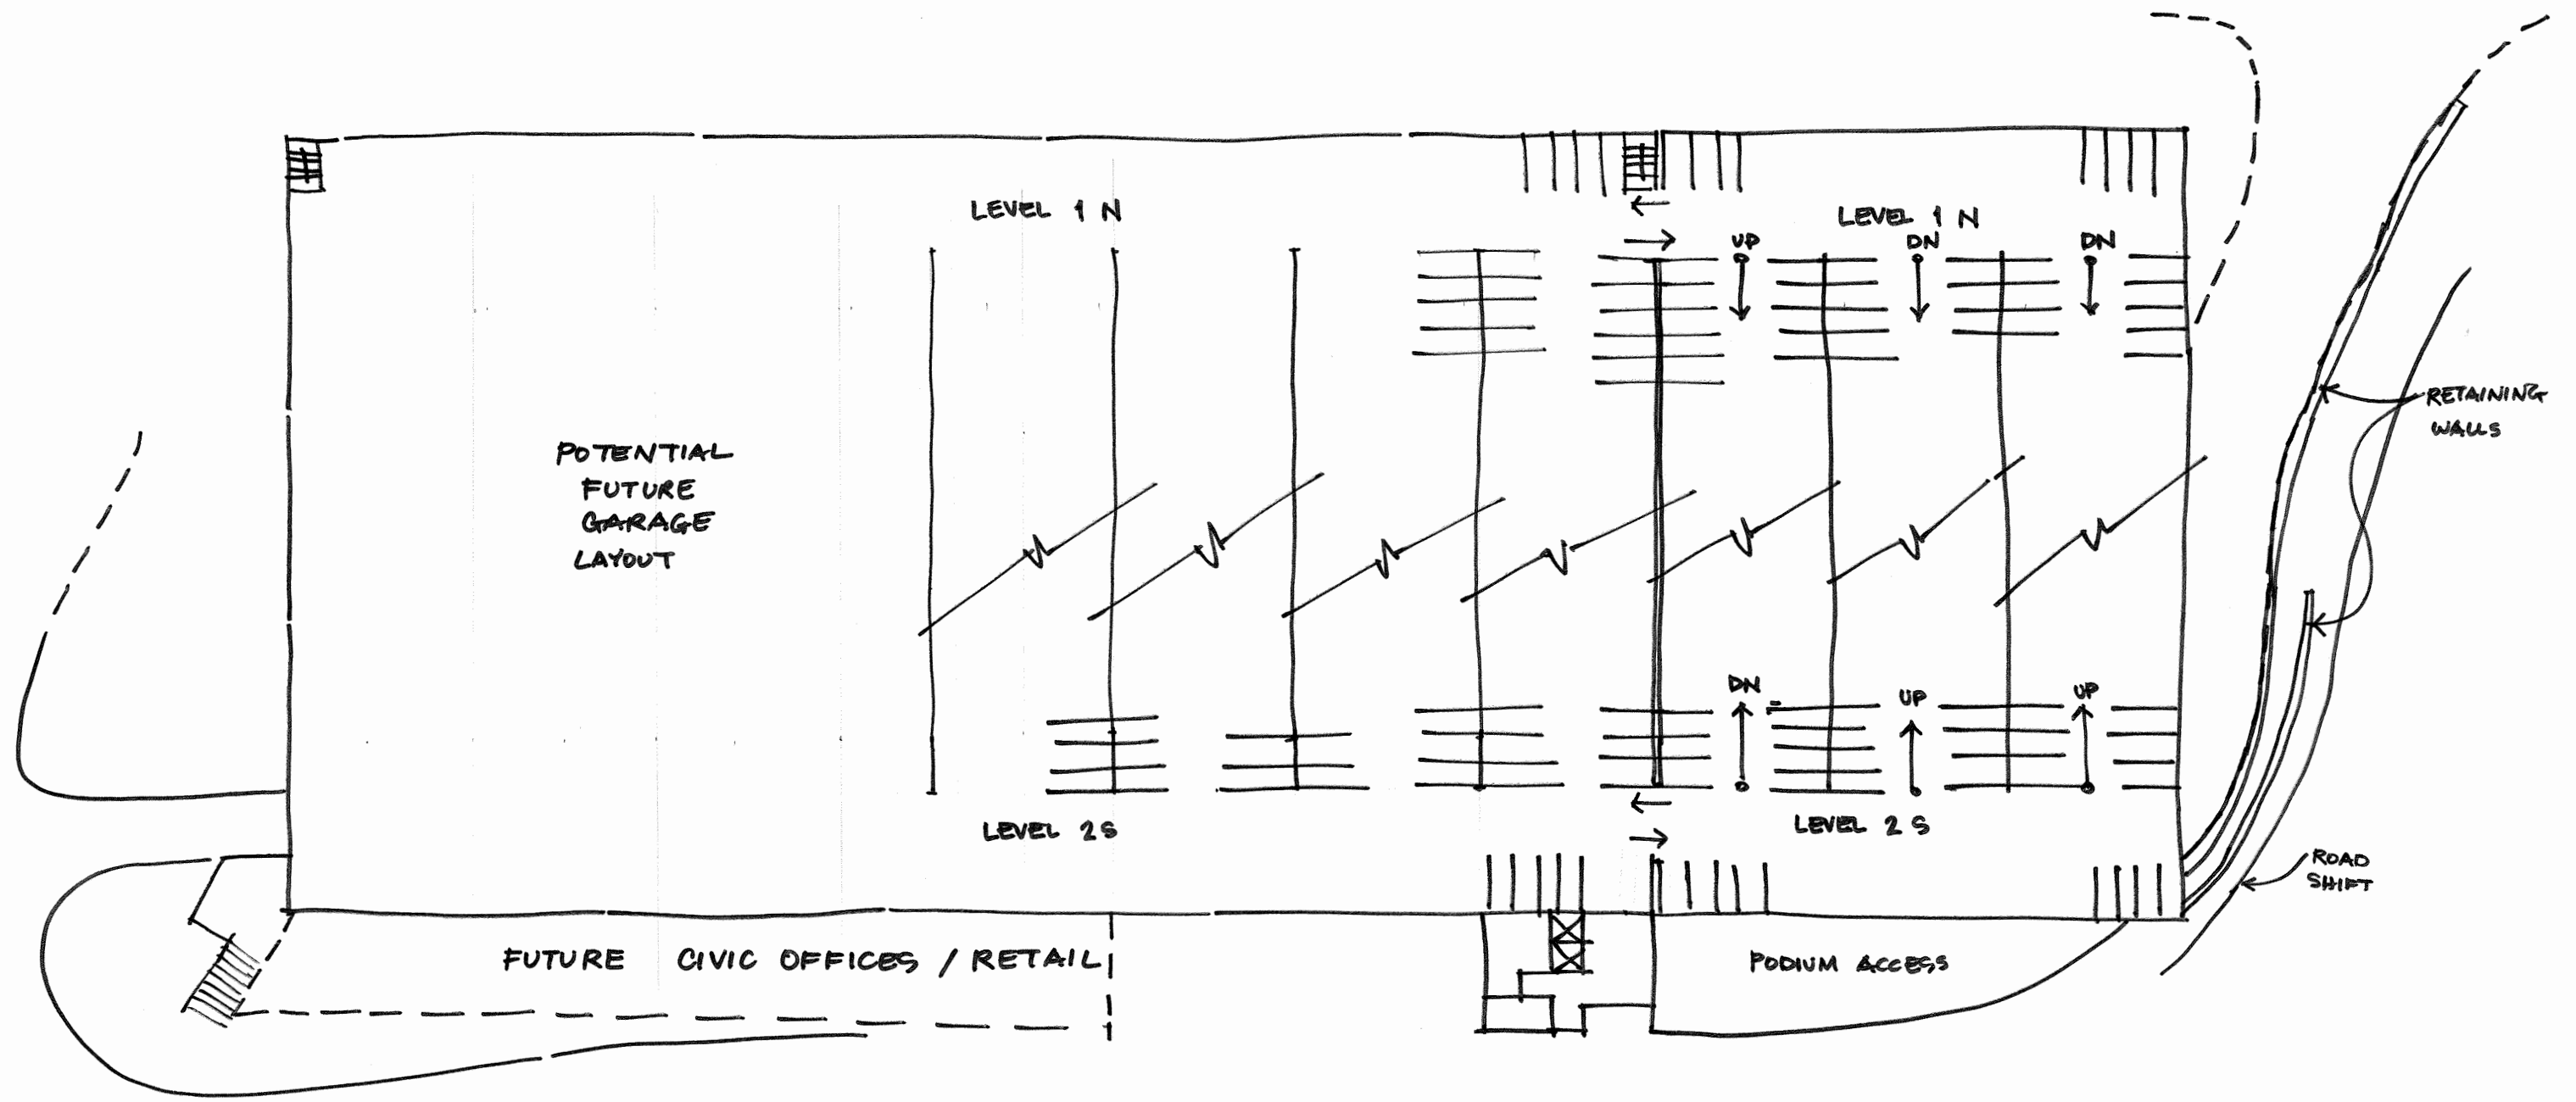 LEVEL 1 N
LEVEL 1 N
UP
DN
DN
RETAINING
WALLS
POTENTIAL
FUTURE
GARAGE
LAYOUT
DN
UP
UP
LEVEL 2S
LEVEL 2 S
ROAD
SHIFT
FUTURE CIVIC OFFICES / RETAIL
PODIUM ACCESS